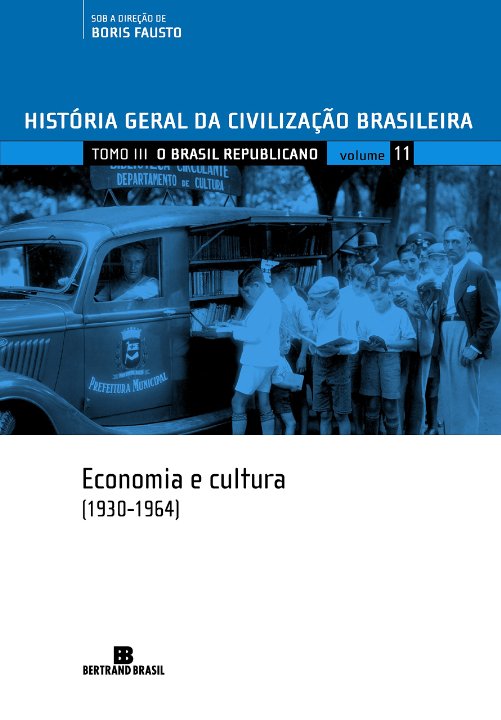 SOB A DIREÇÃO DE
BORIS FAUSTO
HISTÓRIA GERAL DA CIVILIZAÇÃO BRASILEIRA
TOMO III O BRASIL REPUBLICANO volume 11
BIBLIOTECA CIRCULANTE
DEPARTAMENTO DE CULTURA
PREFEITURA MUNICIPAL
Economia e cultura
(1930-1964)
BB
BERTRAND BRASIL